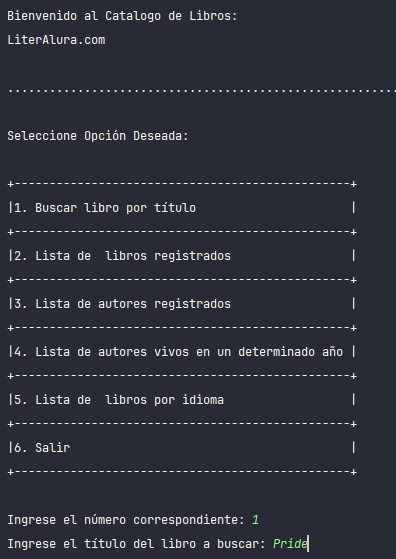 Bienvenido al Catalogo de Libros:
LiterAlura.com
........................................................
Seleccione Opción Deseada:
+------------------------------------------------+
|1. Buscar libro por título                      |
+------------------------------------------------+
|2. Lista de  libros registrados                 |
+------------------------------------------------+
|3. Lista de autores registrados                 |
+------------------------------------------------+
|4. Lista de autores vivos en un determinado año |
+------------------------------------------------+
|5. Lista de  libros por idioma                  |
+------------------------------------------------+
|6. Salir                                        |
+------------------------------------------------+
Ingrese el número correspondiente: 1
Ingrese el título del libro a buscar: Pride